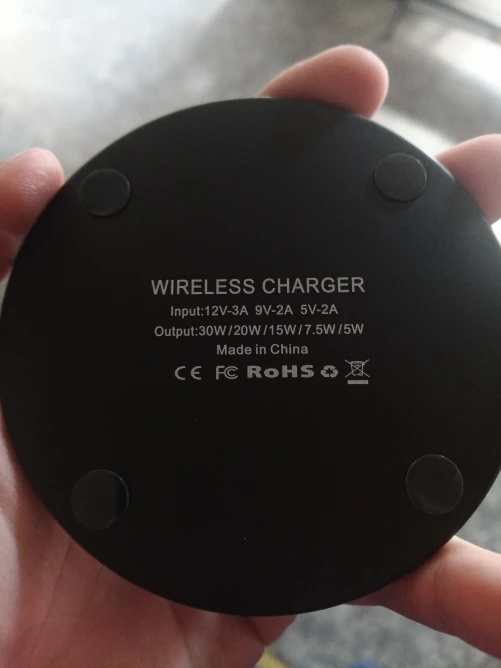 WIRELESS CHARGER
Input:12V-3A 9V-2A 5V-2A
Output:30W/20W/15W/7.5W/5W
Made in China
CE FC RoHS